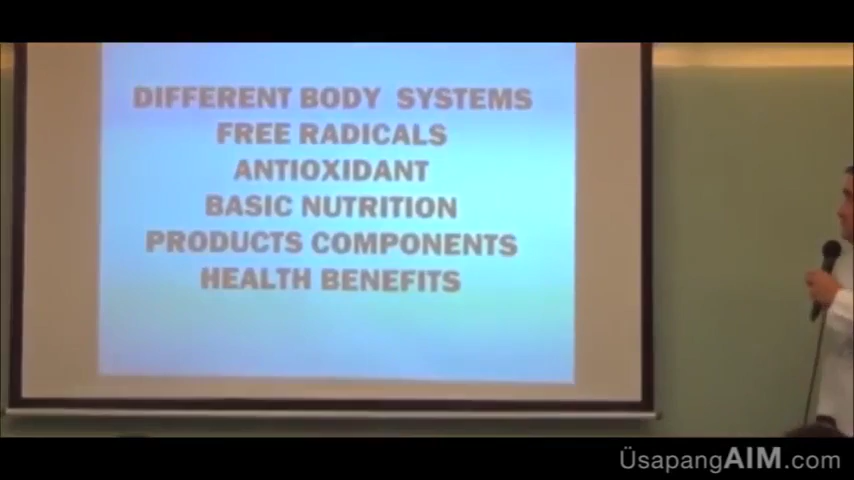 DIFFERENT BODY SYSTEMS
FREE RADICALS
ANTIOXIDANT
BASIC NUTRITION
PRODUCTS COMPONENTS
HEALTH BENEFITS
ÜsapangAIM.com